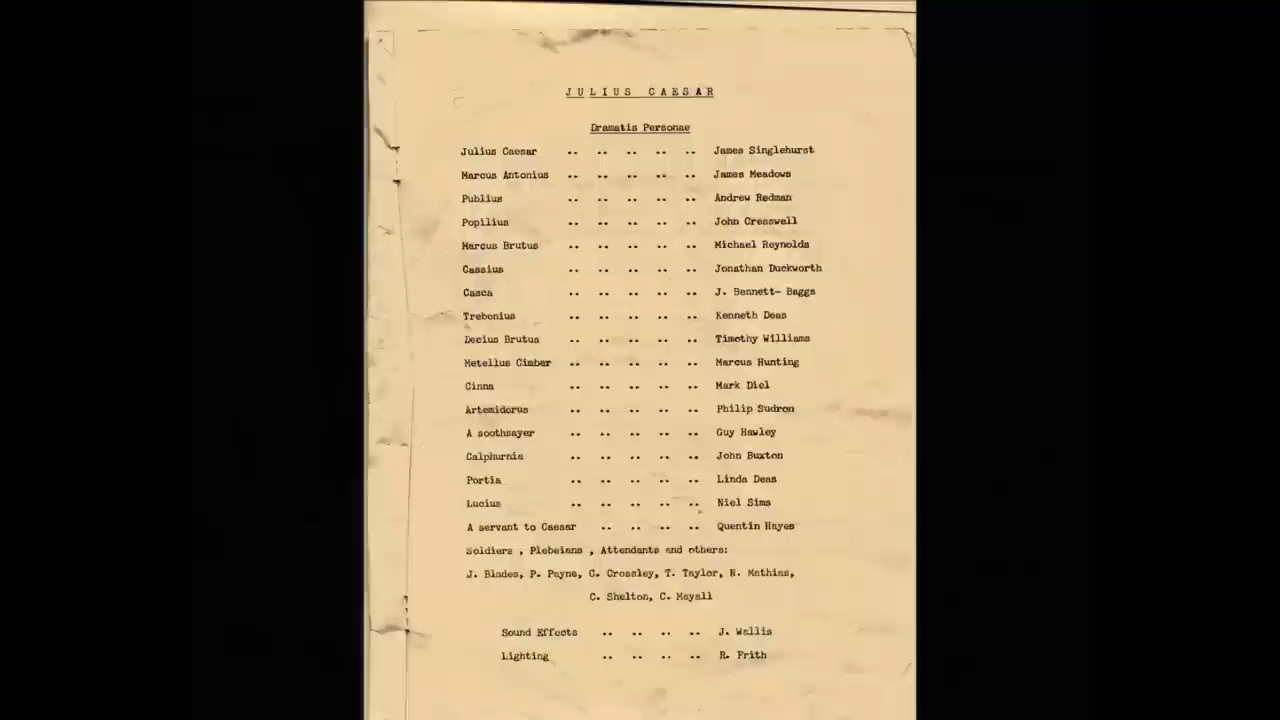 JULIUS CAESAR
Dramatis Personae
Julius Caesar .. .. .. .. .. James Singlehurst
Marcus Antonius .. .. .. .. .. James Meadows
Publius .. .. .. .. .. Andrew Redman
Popilius .. .. .. .. .. John Cresswell
Marcus Brutus .. .. .. .. .. Michael Reynolds
Cassius .. .. .. .. .. Jonathan Duckworth
Casca .. .. .. .. .. J. Bennett- Baggs
Trebonius .. .. .. .. .. Kenneth Deas
Decius Brutus .. .. .. .. .. Timothy Williams
Metellus Cimber .. .. .. .. .. Marcus Hunting
Cinna .. .. .. .. .. Mark Diel
Artemidorus .. .. .. .. .. Philip Sudron
A soothsayer .. .. .. .. .. Guy Hawley
Calphurnia .. .. .. .. .. John Buxton
Portia .. .. .. .. .. Linda Deas
Lucius .. .. .. .. .. Niel Sims
A servant to Caesar .. .. .. .. Quentin Hayes
Soldiers , Plebeians , Attendants and others:
J. Blades, P. Payne, C. Crossley, T. Taylor, N. Mathias,
C. Shelton, C. Mayall
Sound Effects .. .. .. .. J. Wallis
Lighting .. .. .. .. R. Frith